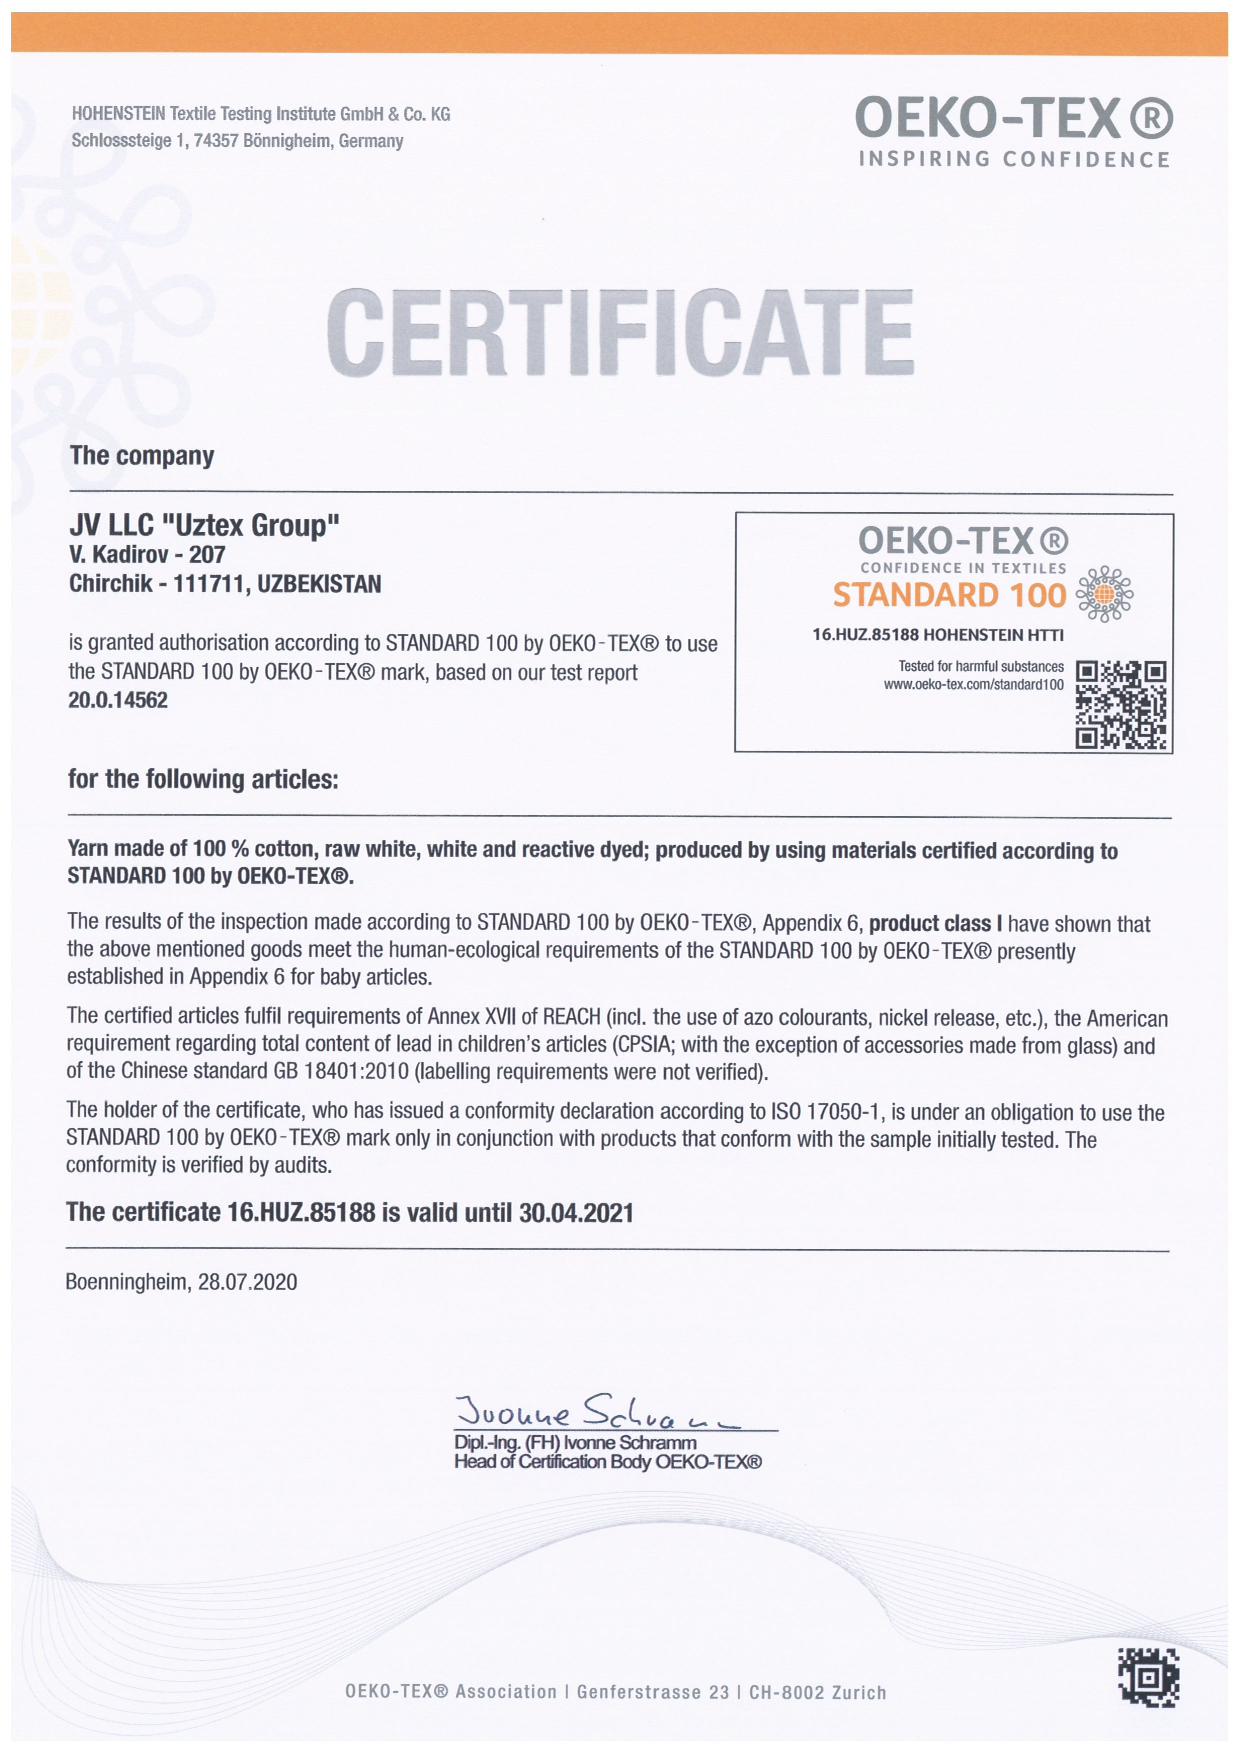 HOHENSTEIN Textile Testing Institute GmbH & Co. KG
Schlosssteige 1, 74357 Bönnigheim, Germany
OEKO-TEX®
INSPIRING CONFIDENCE
CERTIFICATE
The company
JV LLC "Uztex Group"
V. Kadirov - 207
Chirchik - 111711, UZBEKISTAN
is granted authorisation according to STANDARD 100 by OEKO-TEX® to use
the STANDARD 100 by OEKO-TEX® mark, based on our test report
20.0.14562
OEKO-TEX®
CONFIDENCE IN TEXTILES
STANDARD 100
16.HUZ.85188 HOHENSTEIN HTTI
Tested for harmful substances
www.oeko-tex.com/standard100
for the following articles:
Yarn made of 100 % cotton, raw white, white and reactive dyed; produced by using materials certified according to
STANDARD 100 by OEKO-TEX®.
The results of the inspection made according to STANDARD 100 by OEKO-TEX®, Appendix 6, product class I have shown that
the above mentioned goods meet the human-ecological requirements of the STANDARD 100 by OEKO-TEX® presently
established in Appendix 6 for baby articles.
The certified articles fulfil requirements of Annex XVII of REACH (incl. the use of azo colourants, nickel release, etc.), the American
requirement regarding total content of lead in children's articles (CPSIA; with the exception of accessories made from glass) and
of the Chinese standard GB 18401:2010 (labelling requirements were not verified).
The holder of the certificate, who has issued a conformity declaration according to ISO 17050-1, is under an obligation to use the
STANDARD 100 by OEKO-TEX® mark only in conjunction with products that conform with the sample initially tested. The
conformity is verified by audits.
The certificate 16.HUZ.85188 is valid until 30.04.2021
Boenningheim, 28.07.2020
Ivonne Schramm
Dipl.-Ing. (FH) Ivonne Schramm
Head of Certification Body OEKO-TEX®
OEKO-TEX® Association | Genferstrasse 23 | CH-8002 Zurich